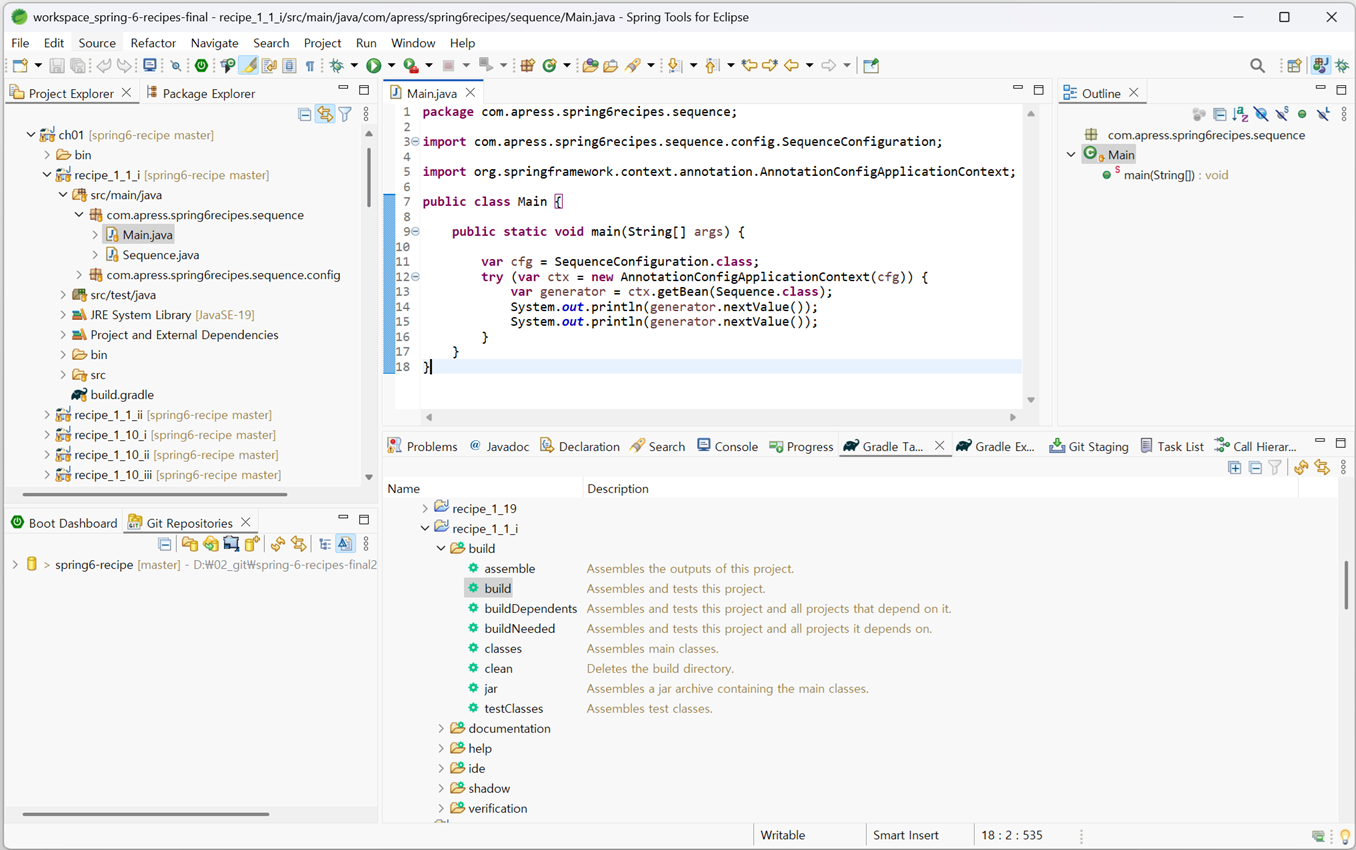 workspace_spring-6-recipes-final - recipe_1_1_i/src/main/java/com/apress/spring6recipes/sequence/Main.java - Spring Tools for Eclipse
File Edit Source Refactor Navigate Search Project Run Window Help
Project Explorer
Package Explorer
ch01 [spring6-recipe master]
bin
recipe_1_1_i [spring6-recipe master]
src/main/java
com.apress.spring6recipes.sequence
Main.java
Sequence.java
com.apress.spring6recipes.sequence.config
src/test/java
JRE System Library [JavaSE-19]
Project and External Dependencies
bin
src
build.gradle
recipe_1_1_ii [spring6-recipe master]
recipe_1_10_i [spring6-recipe master]
recipe_1_10_ii [spring6-recipe master]
recipe_1_10_iii [spring6-recipe master]
Main.java
1 package com.apress.spring6recipes.sequence;
2
3 import com.apress.spring6recipes.sequence.config.SequenceConfiguration;
4
5 import org.springframework.context.annotation.AnnotationConfigApplicationContext;
6
7 public class Main {
8
9 public static void main(String[] args) {
10
11 var cfg = SequenceConfiguration.class;
12 try (var ctx = new AnnotationConfigApplicationContext(cfg)) {
13 var generator = ctx.getBean(Sequence.class);
14 System.out.println(generator.nextValue());
15 System.out.println(generator.nextValue());
16 }
17 }
18 }
Outline
com.apress.spring6recipes.sequence
Main
main(String[]) : void
Boot Dashboard
Git Repositories
> spring6-recipe [master] - D:₩02_git₩spring-6-recipes-final2
Problems Javadoc Declaration Search Console Progress Gradle Ta... Gradle Ex... Git Staging Task List Call Hierar...
Name Description
recipe_1_19
recipe_1_1_i
build
assemble Assembles the outputs of this project.
build Assembles and tests this project.
buildDependents Assembles and tests this project and all projects that depend on it.
buildNeeded Assembles and tests this project and all projects it depends on.
classes Assembles main classes.
clean Deletes the build directory.
jar Assembles a jar archive containing the main classes.
testClasses Assembles test classes.
documentation
help
ide
shadow
verification
Writable Smart Insert 18 : 2 : 535